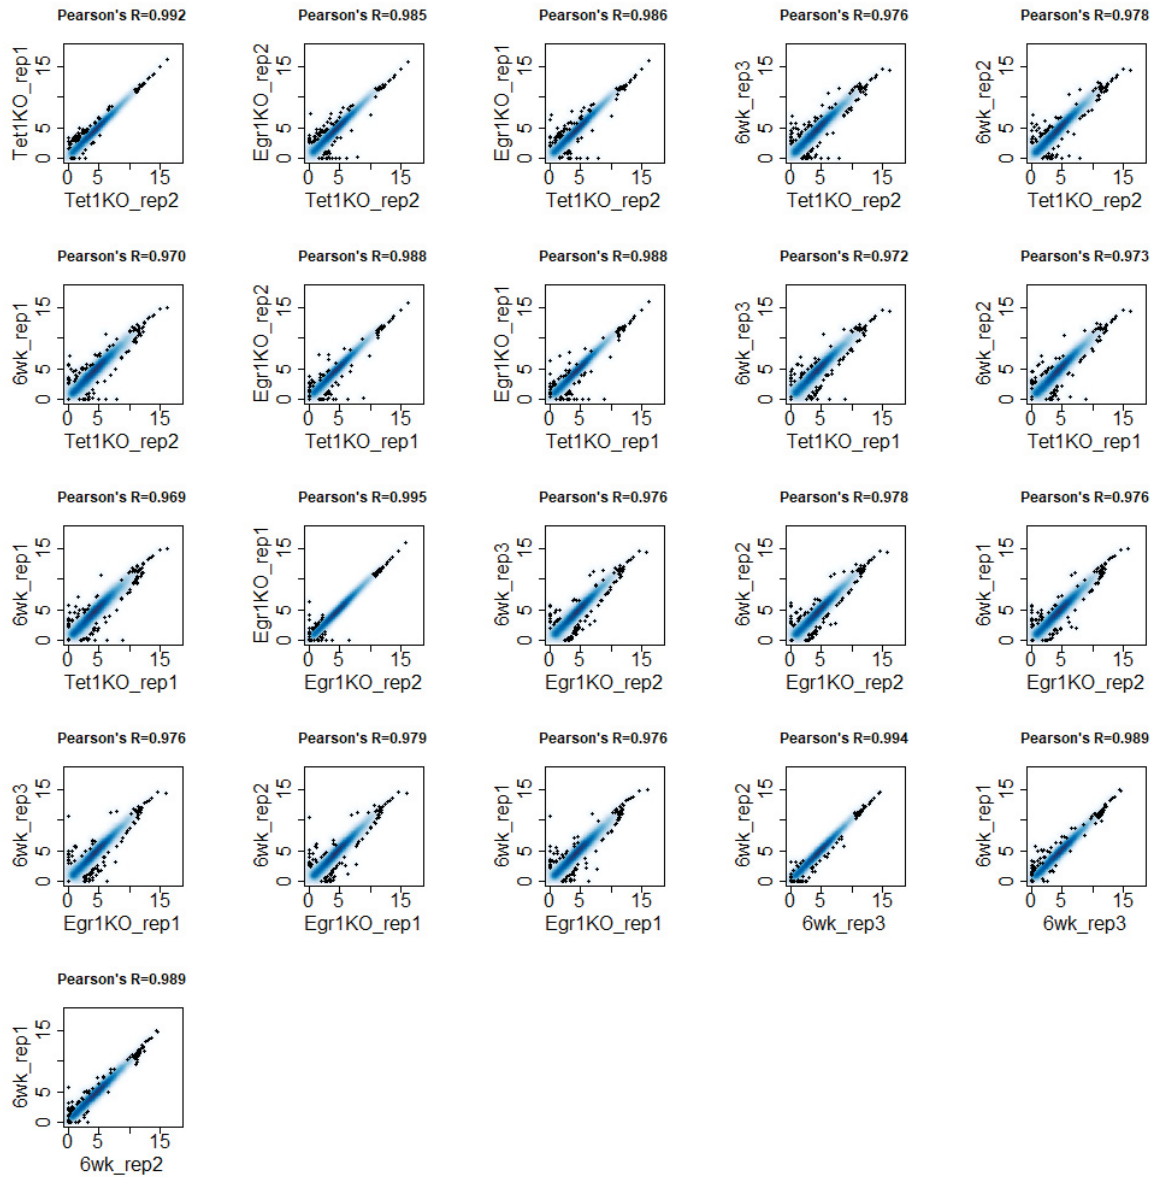 Pearson's R=0.992
Tet1KO_rep1
15
5
0
0 5 15
Tet1KO_rep2
Pearson's R=0.985
Egr1KO_rep2
15
5
0
0 5 15
Tet1KO_rep2
Pearson's R=0.986
Egr1KO_rep1
15
5
0
0 5 15
Tet1KO_rep2
Pearson's R=0.976
6wk_rep3
15
5
0
0 5 15
Tet1KO_rep2
Pearson's R=0.978
6wk_rep2
15
5
0
0 5 15
Tet1KO_rep2
Pearson's R=0.970
6wk_rep1
15
5
0
0 5 15
Tet1KO_rep2
Pearson's R=0.988
Egr1KO_rep2
15
5
0
0 5 15
Tet1KO_rep1
Pearson's R=0.988
Egr1KO_rep1
15
5
0
0 5 15
Tet1KO_rep1
Pearson's R=0.972
6wk_rep3
15
5
0
0 5 15
Tet1KO_rep1
Pearson's R=0.973
6wk_rep2
15
5
0
0 5 15
Tet1KO_rep1
Pearson's R=0.969
6wk_rep1
15
5
0
0 5 15
Tet1KO_rep1
Pearson's R=0.995
Egr1KO_rep1
15
5
0
0 5 15
Egr1KO_rep2
Pearson's R=0.976
6wk_rep3
15
5
0
0 5 15
Egr1KO_rep2
Pearson's R=0.978
6wk_rep2
15
5
0
0 5 15
Egr1KO_rep2
Pearson's R=0.976
6wk_rep1
15
5
0
0 5 15
Egr1KO_rep2
Pearson's R=0.976
6wk_rep3
15
5
0
0 5 15
Egr1KO_rep1
Pearson's R=0.979
6wk_rep2
15
5
0
0 5 15
Egr1KO_rep1
Pearson's R=0.976
6wk_rep1
15
5
0
0 5 15
Egr1KO_rep1
Pearson's R=0.994
6wk_rep2
15
5
0
0 5 15
6wk_rep3
Pearson's R=0.989
6wk_rep1
15
5
0
0 5 15
6wk_rep3
Pearson's R=0.989
6wk_rep1
15
5
0
0 5 15
6wk_rep2